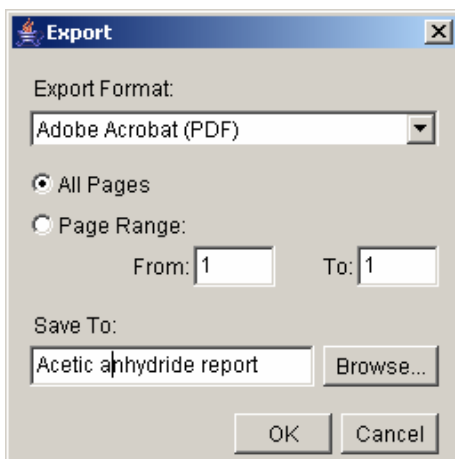 Export
Export Format:
Adobe Acrobat (PDF)
All Pages
Page Range:
From: 1 To: 1
Save To:
Acetic anhydride report Browse...
OK Cancel